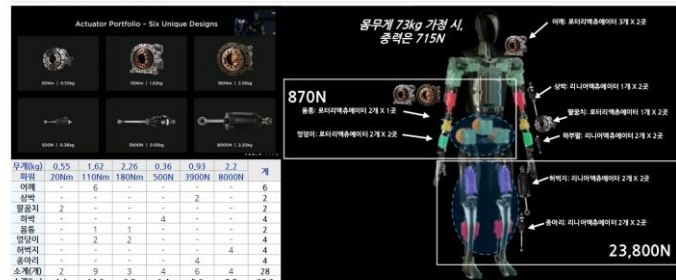 Actuator Portfolio – Six Unique Designs
20Nm | 0.55kg
110Nm | 1.62kg
180Nm | 2.26kg
500N | 0.36kg
3900N | 0.93kg
8000N | 2.20kg
몸무게 73kg 가정 시,
중력은 715N
어깨: 로터리액츄에이터 3개 X 2곳
상박: 리니어액츄에이터 1개 X 2곳
팔꿈치: 로터리액츄에이터 1개 X 2곳
하부팔: 리니어액츄에이터 2개 X 2곳
870N
몸통: 로터리액츄에이터 2개 X 1곳
엉덩이: 로터리액츄에이터 2개 X 2곳
허벅지: 리니어액츄에이터 2개 X 2곳
종아리: 리니어액츄에이터 2개 X 2곳
23,800N
무게(kg) 0.55 1.62 2.26 0.36 0.93 2.2 계
파워 20Nm 110Nm 180Nm 500N 3900N 8000N
어깨 - 6 - - - - 6
상박 - - - - 2 - 2
팔꿈치 2 - - - - - 2
하박 - - - 4 - - 4
몸통 - 1 1 - - - 2
엉덩이 - 2 2 - - - 4
허벅지 - - - - - 4 4
종아리 - - - - 4 - 4
소계(개) 2 9 3 4 6 4 28